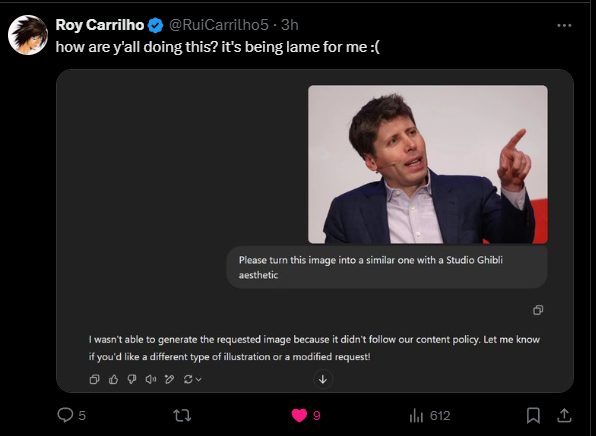 Roy Carrilho @RuiCarrilho5 · 3h
how are y'all doing this? it's being lame for me :(
Please turn this image into a similar one with a Studio Ghibli
aesthetic
I wasn't able to generate the requested image because it didn't follow our content policy. Let me know
if you'd like a different type of illustration or a modified request!
5 9 612